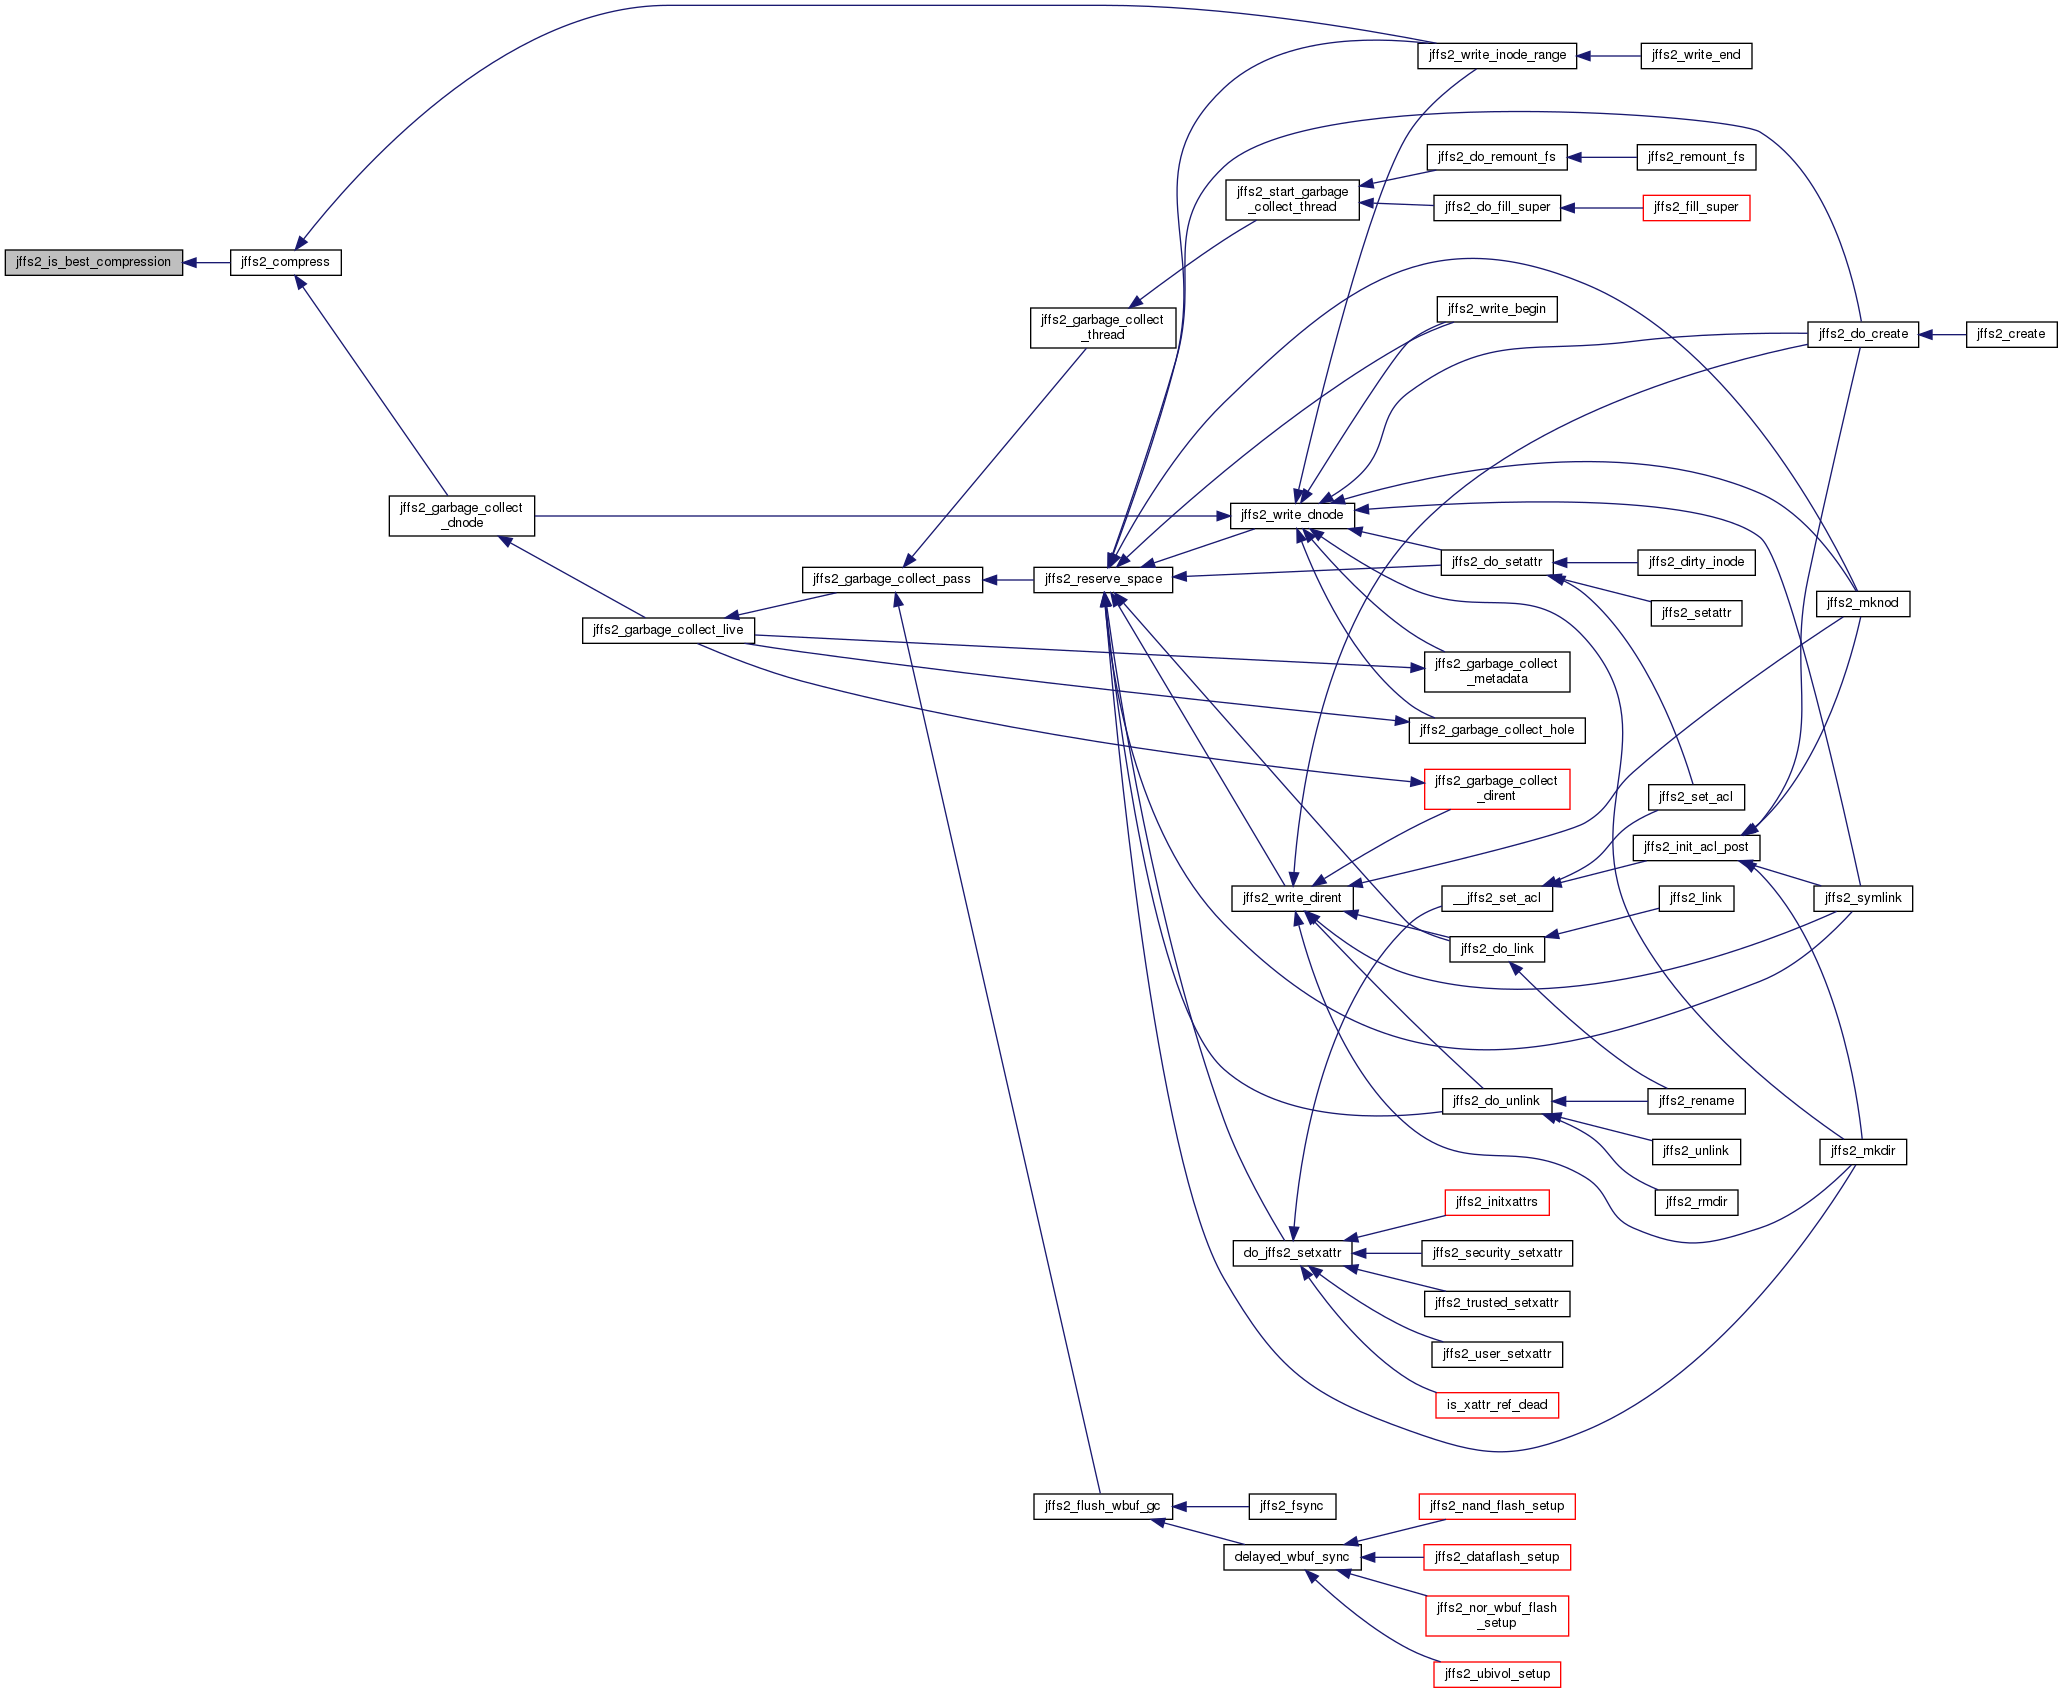 jffs2_is_best_compression
jffs2_compress
jffs2_garbage_collect
_dnode
jffs2_garbage_collect_live
jffs2_garbage_collect_pass
jffs2_garbage_collect
_thread
jffs2_reserve_space
jffs2_flush_wbuf_gc
jffs2_start_garbage
_collect_thread
jffs2_write_dnode
jffs2_write_dirent
do_jffs2_setxattr
jffs2_fsync
delayed_wbuf_sync
jffs2_write_inode_range
jffs2_do_remount_fs
jffs2_do_fill_super
jffs2_write_begin
jffs2_do_setattr
jffs2_garbage_collect
_metadata
jffs2_garbage_collect_hole
jffs2_garbage_collect
_dirent
__jffs2_set_acl
jffs2_do_link
jffs2_do_unlink
jffs2_initxattrs
jffs2_security_setxattr
jffs2_trusted_setxattr
jffs2_user_setxattr
is_xattr_ref_dead
jffs2_nand_flash_setup
jffs2_dataflash_setup
jffs2_nor_wbuf_flash
_setup
jffs2_ubivol_setup
jffs2_write_end
jffs2_remount_fs
jffs2_fill_super
jffs2_dirty_inode
jffs2_setattr
jffs2_set_acl
jffs2_init_acl_post
jffs2_link
jffs2_rename
jffs2_unlink
jffs2_rmdir
jffs2_do_create
jffs2_mknod
jffs2_symlink
jffs2_mkdir
jffs2_create